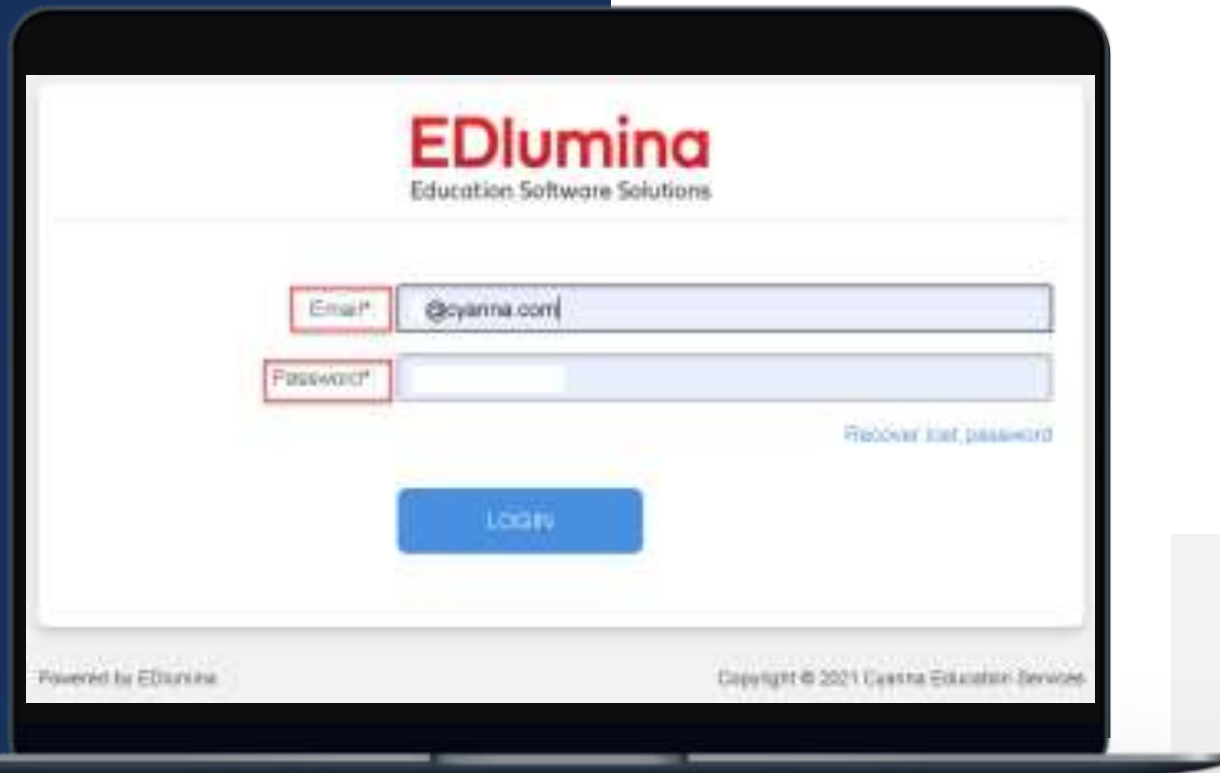 EDlumina
Education Software Solutions
Email*
@cyanna.com
Password*
Recover lost password
LOGIN
Powered by EDlumina
Copyright © 2021 Cyanna Education Services